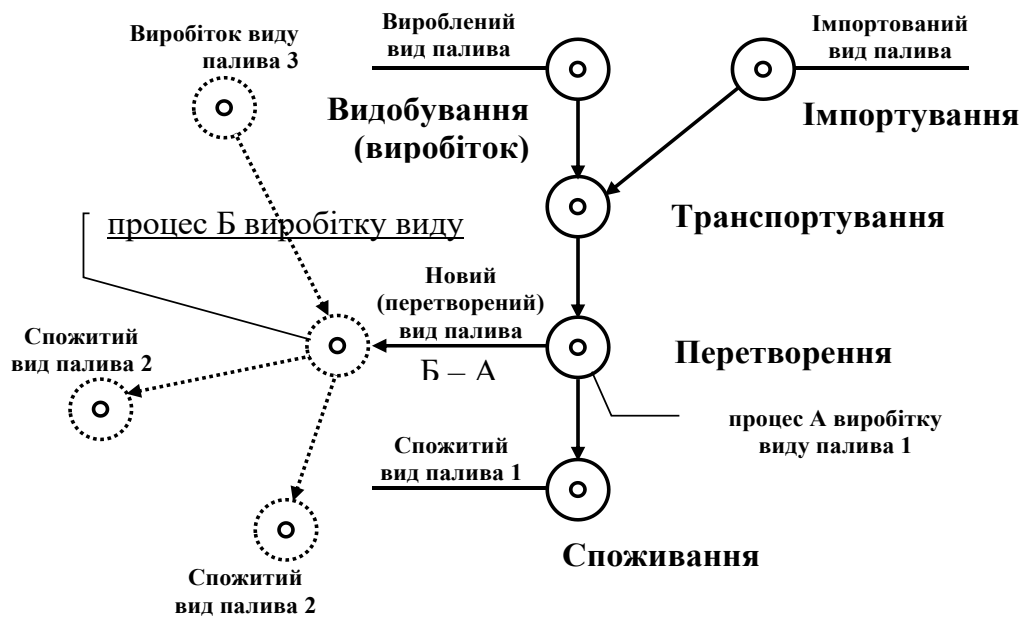 Виробіток виду
палива 3
Вироблений
вид палива
Імпортований
вид палива
Видобування
(виробіток)
Імпортування
процес Б виробітку виду
Транспортування
Новий
(перетворений)
вид палива
Б – А
Перетворення
Спожитий
вид палива 2
процес А виробітку
виду палива 1
Спожитий
вид палива 1
Споживання
Спожитий
вид палива 2